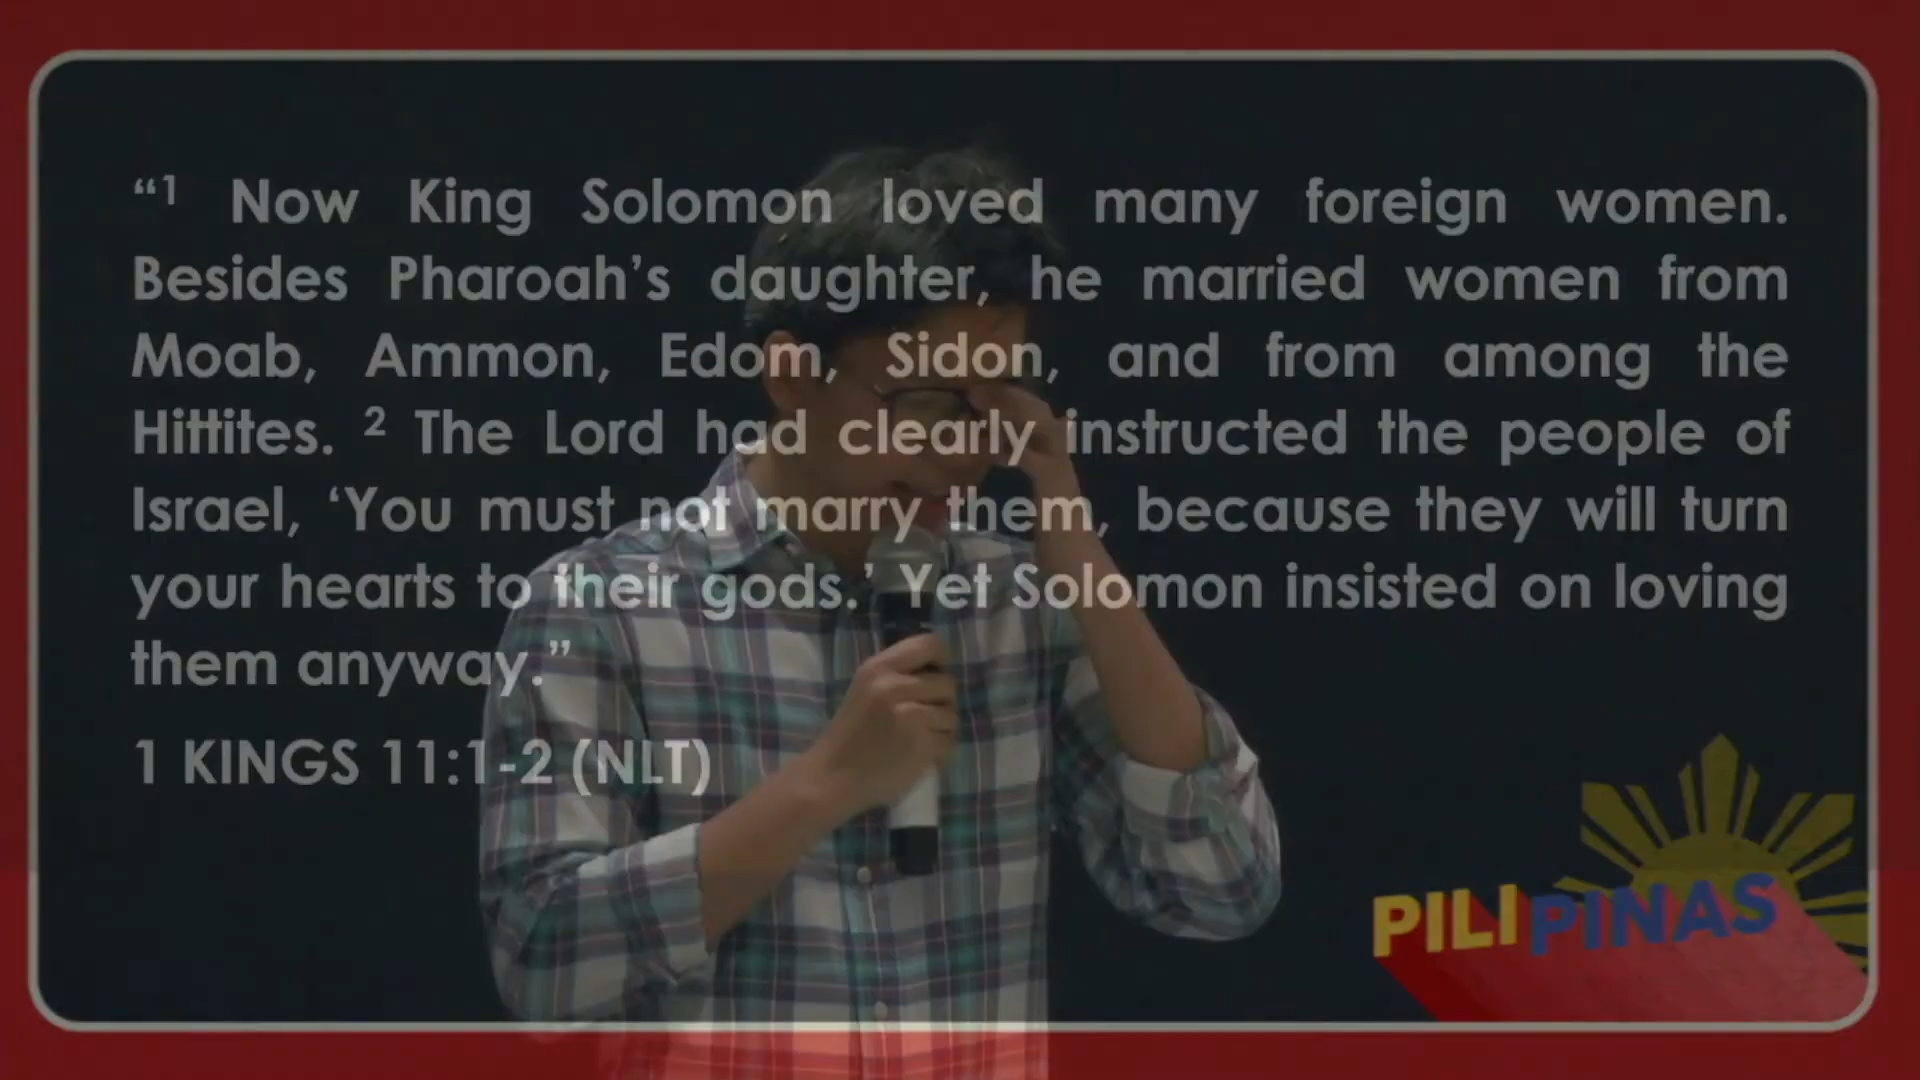 “1 Now King Solomon loved many foreign women.
Besides Pharoah’s daughter, he married women from
Moab, Ammon, Edom, Sidon, and from among the
Hittites. 2 The Lord had clearly instructed the people of
Israel, ‘You must not marry them, because they will turn
your hearts to their gods.’ Yet Solomon insisted on loving
them anyway.”
1 KINGS 11:1-2 (NLT)
PILIPINAS